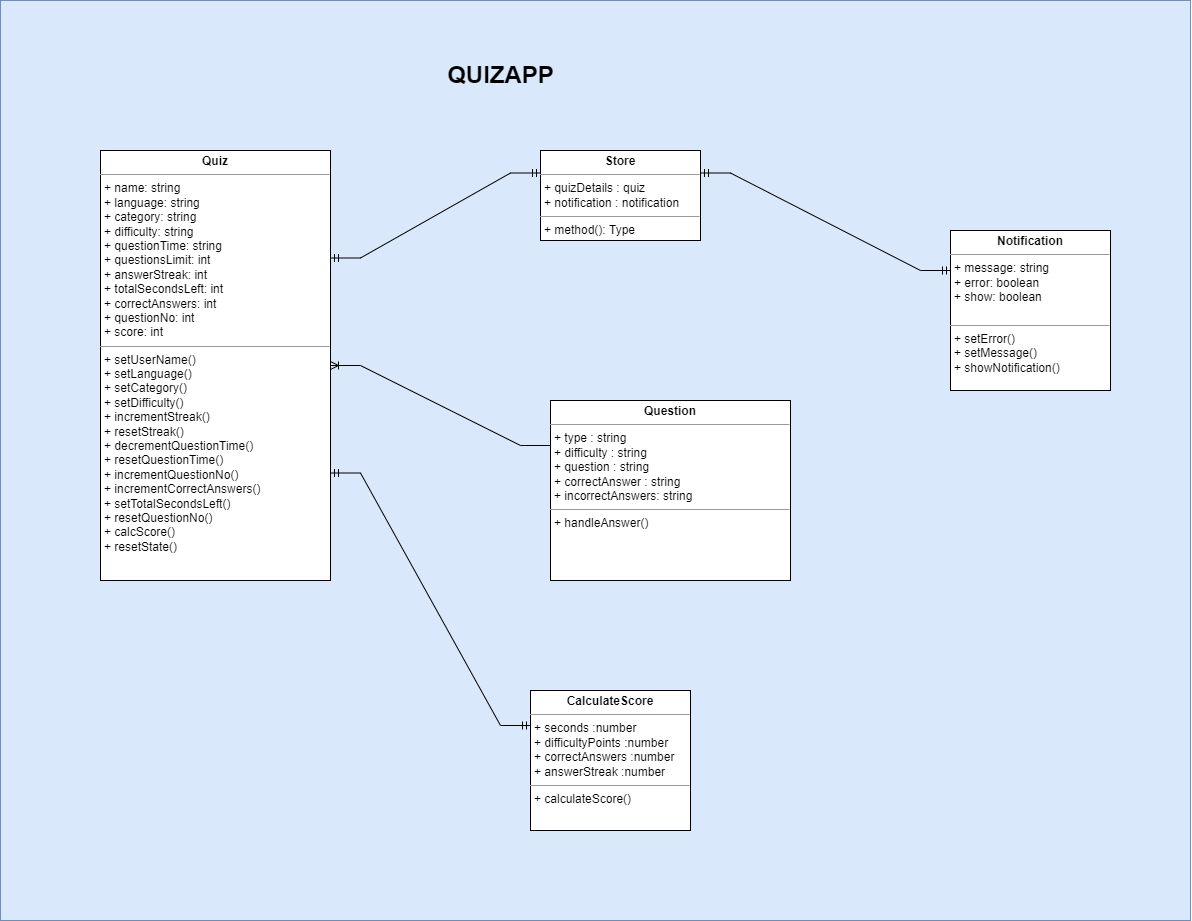 QUIZAPP
Quiz
+ name: string
+ language: string
+ category: string
+ difficulty: string
+ questionTime: string
+ questionsLimit: int
+ answerStreak: int
+ totalSecondsLeft: int
+ correctAnswers: int
+ questionNo: int
+ score: int
+ setUserName()
+ setLanguage()
+ setCategory()
+ setDifficulty()
+ incrementStreak()
+ resetStreak()
+ decrementQuestionTime()
+ resetQuestionTime()
+ incrementQuestionNo()
+ incrementCorrectAnswers()
+ setTotalSecondsLeft()
+ resetQuestionNo()
+ calcScore()
+ resetState()
Store
+ quizDetails : quiz
+ notification : notification
+ method(): Type
Notification
+ message: string
+ error: boolean
+ show: boolean
+ setError()
+ setMessage()
+ showNotification()
Question
+ type : string
+ difficulty : string
+ question : string
+ correctAnswer : string
+ incorrectAnswers: string
+ handleAnswer()
CalculateScore
+ seconds :number
+ difficultyPoints :number
+ correctAnswers :number
+ answerStreak :number
+ calculateScore()